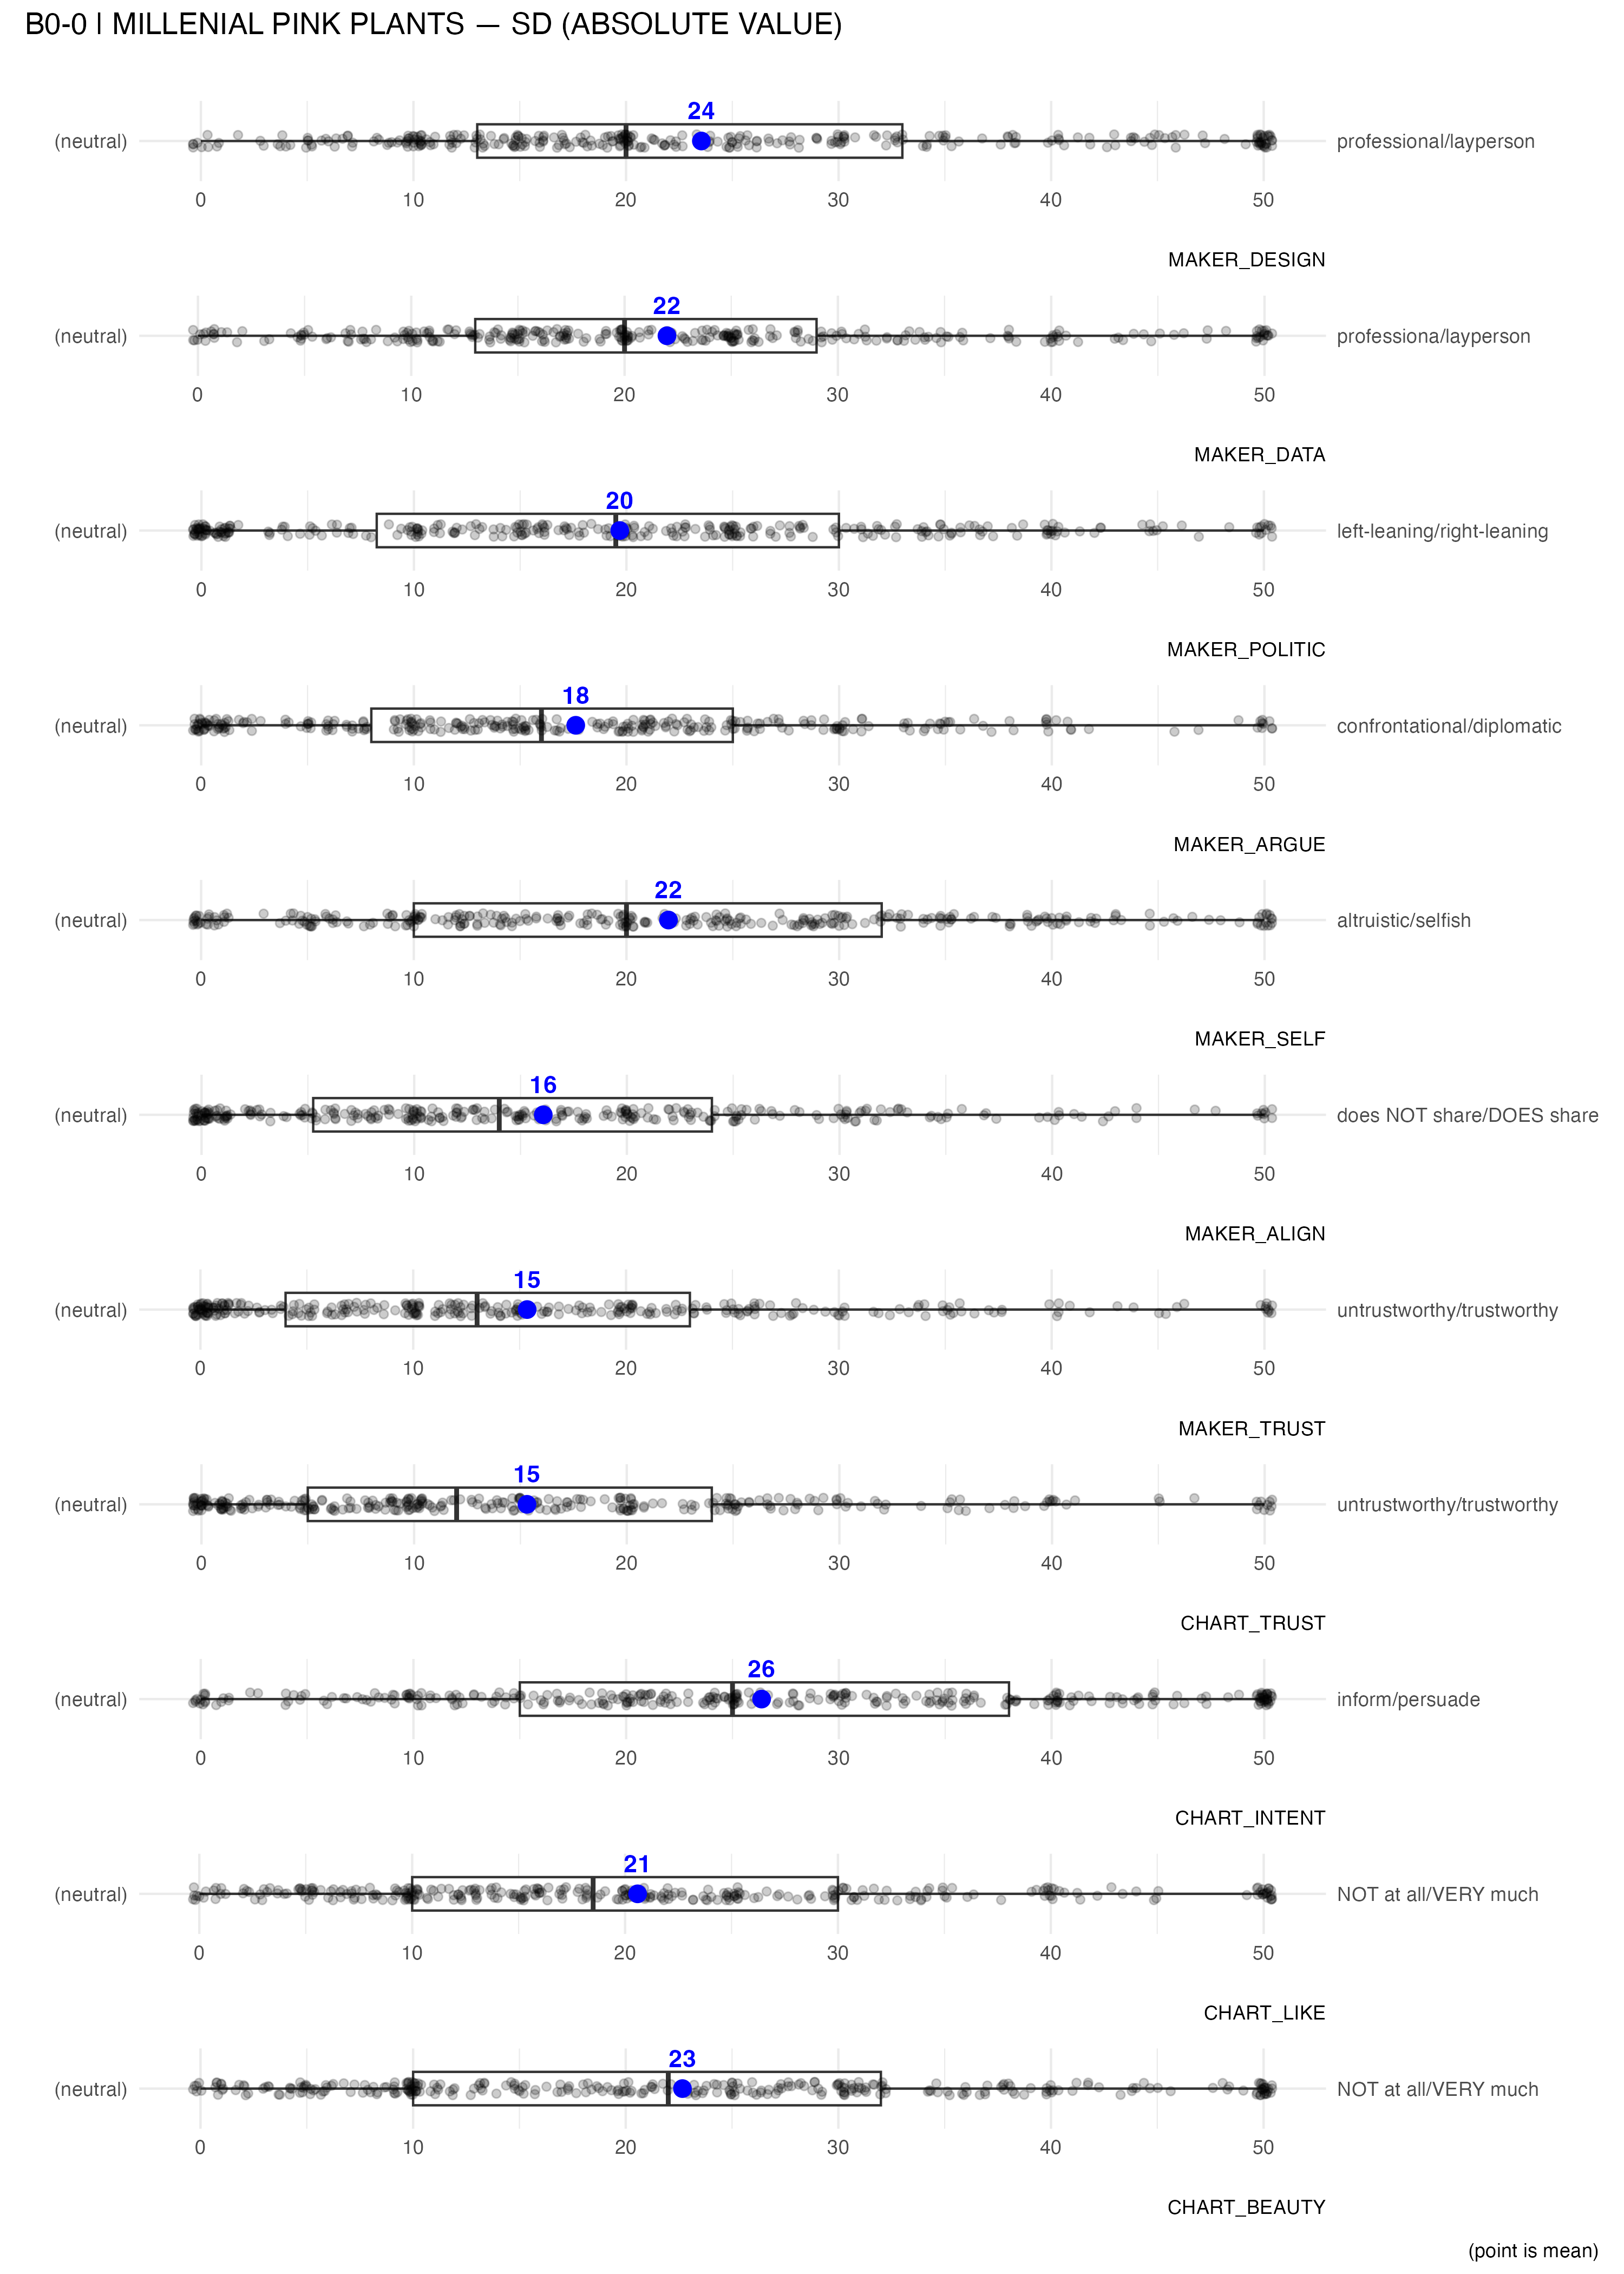 B0-0 | MILLENIAL PINK PLANTS — SD (ABSOLUTE VALUE)
24
(neutral) professional/layperson
0 10 20 30 40 50
MAKER_DESIGN
22
(neutral) professiona/layperson
0 10 20 30 40 50
MAKER_DATA
20
(neutral) left-leaning/right-leaning
0 10 20 30 40 50
MAKER_POLITIC
18
(neutral) confrontational/diplomatic
0 10 20 30 40 50
MAKER_ARGUE
22
(neutral) altruistic/selfish
0 10 20 30 40 50
MAKER_SELF
16
(neutral) does NOT share/DOES share
0 10 20 30 40 50
MAKER_ALIGN
15
(neutral) untrustworthy/trustworthy
0 10 20 30 40 50
MAKER_TRUST
15
(neutral) untrustworthy/trustworthy
0 10 20 30 40 50
CHART_TRUST
26
(neutral) inform/persuade
0 10 20 30 40 50
CHART_INTENT
21
(neutral) NOT at all/VERY much
0 10 20 30 40 50
CHART_LIKE
23
(neutral) NOT at all/VERY much
0 10 20 30 40 50
CHART_BEAUTY
(point is mean)